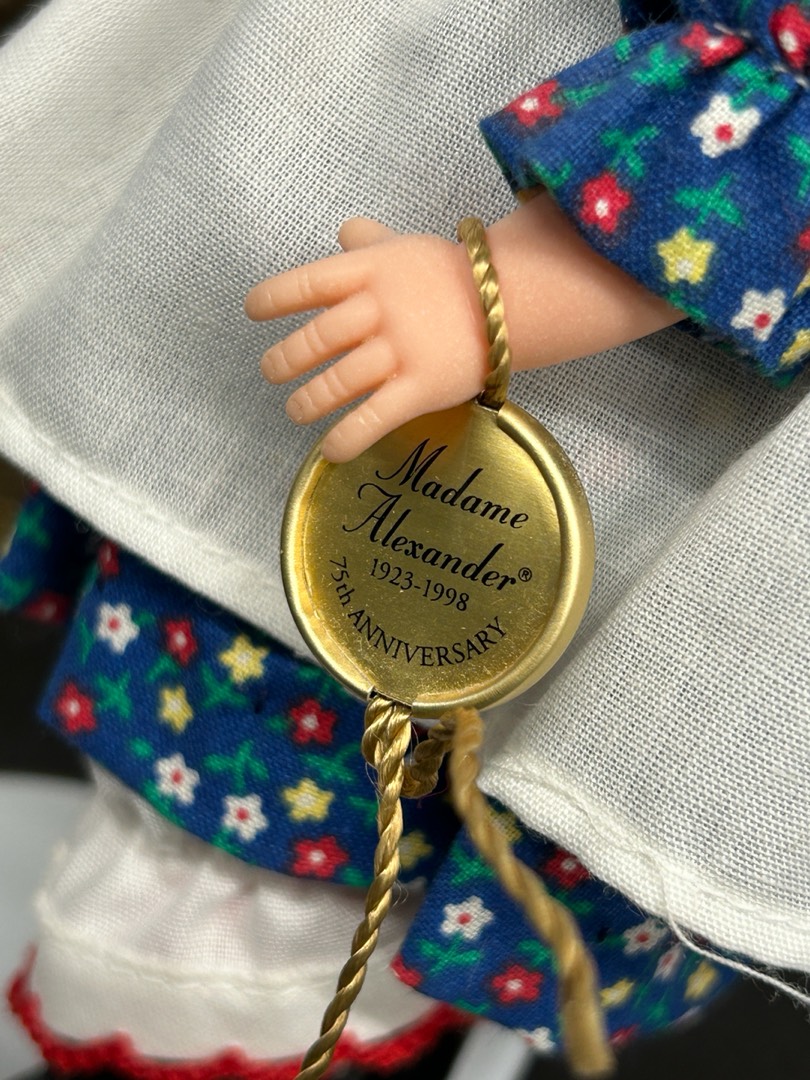 Madame
Alexander®
1923-1998
75th ANNIVERSARY